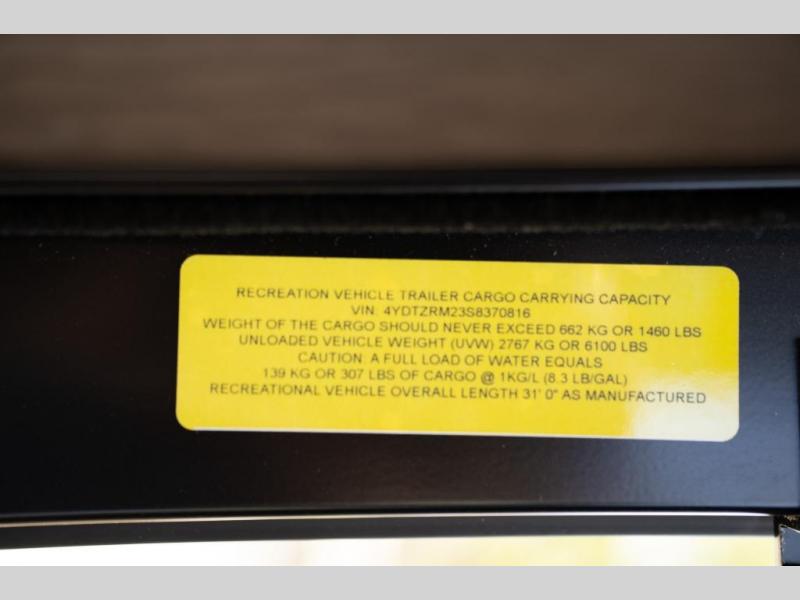 RECREATION VEHICLE TRAILER CARGO CARRYING CAPACITY
VIN: 4YDTZRM23S8370816
WEIGHT OF THE CARGO SHOULD NEVER EXCEED 662 KG OR 1460 LBS
UNLOADED VEHICLE WEIGHT (UVW) 2767 KG OR 6100 LBS
CAUTION: A FULL LOAD OF WATER EQUALS
139 KG OR 307 LBS OF CARGO @ 1KG/L (8.3 LB/GAL)
RECREATIONAL VEHICLE OVERALL LENGTH 31' 0" AS MANUFACTURED